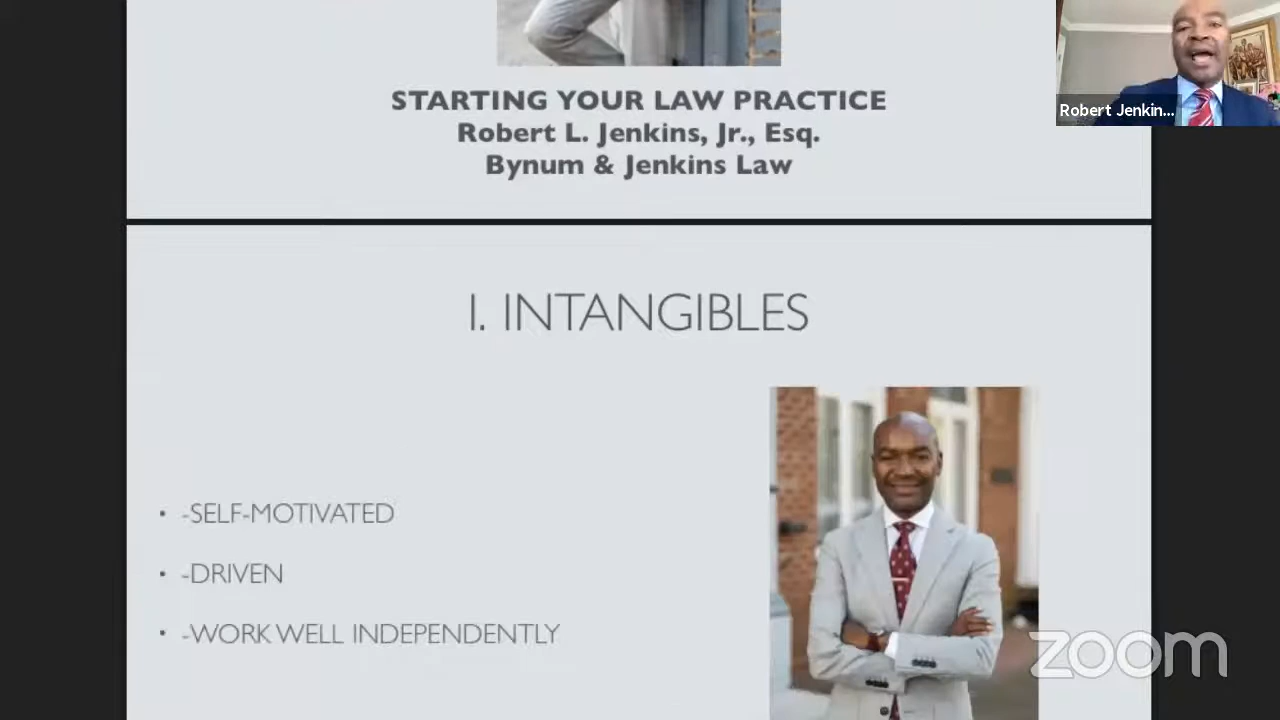 STARTING YOUR LAW PRACTICE
Robert L. Jenkins, Jr., Esq.
Bynum & Jenkins Law
Robert Jenkin...
I. INTANGIBLES
• -SELF-MOTIVATED
• -DRIVEN
• -WORK WELL INDEPENDENTLY
zoom